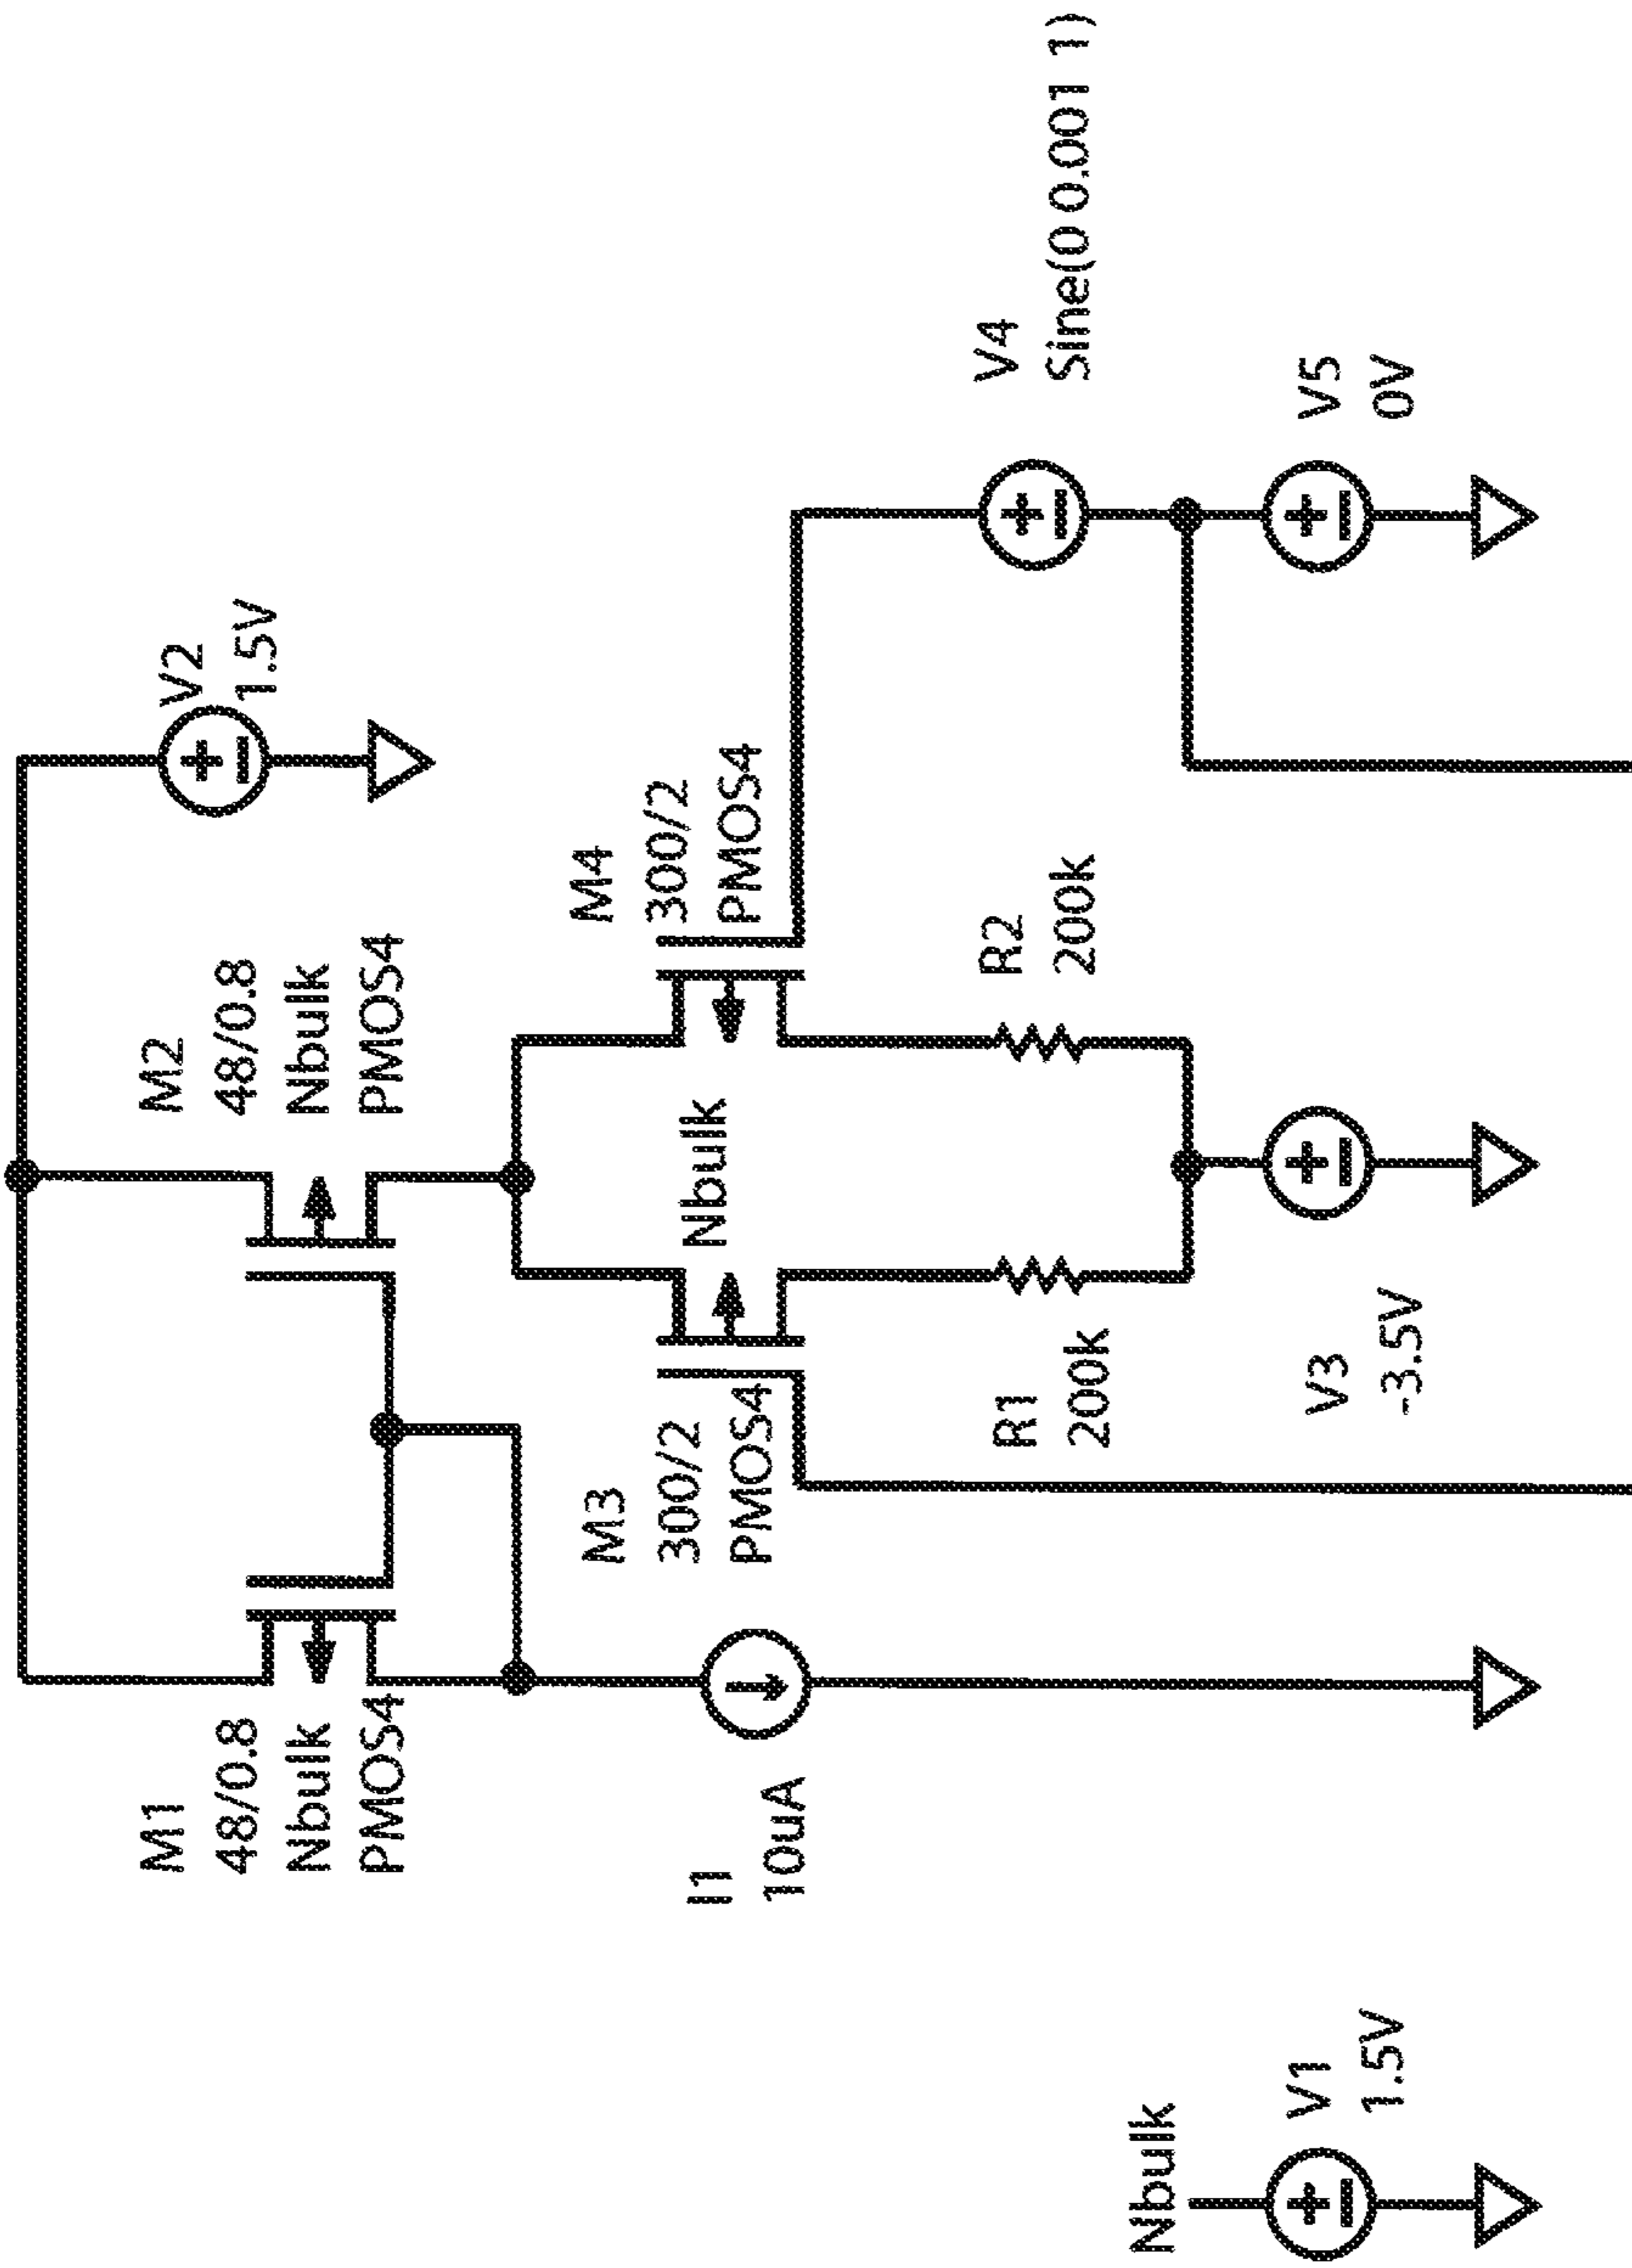 M1
48/0.8
Nbulk
PMOS4
M2
48/0.8
Nbulk
PMOS4
V2
1.5V
M3
300/2
PMOS4
Nbulk
M4
300/2
PMOS4
I1
10uA
R1
200k
R2
200k
V4
Sine(0 0.001 1)
Nbulk
V1
1.5V
V3
-3.5V
V5
0V